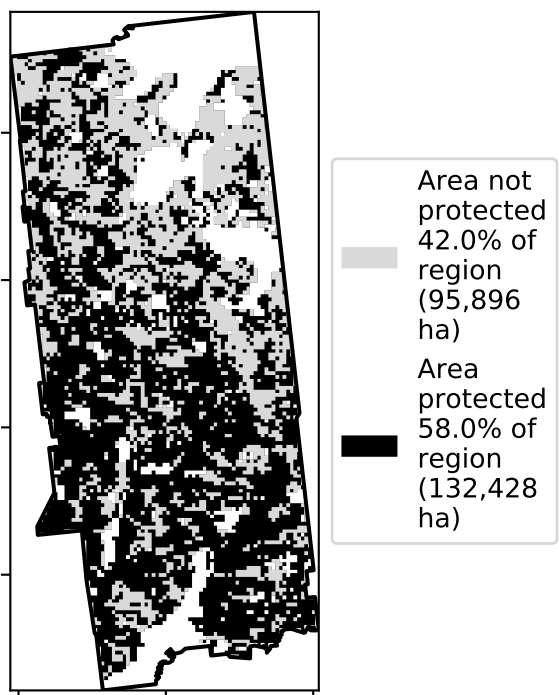 Area not
protected
42.0% of
region
(95,896
ha)
Area
protected
58.0% of
region
(132,428
ha)